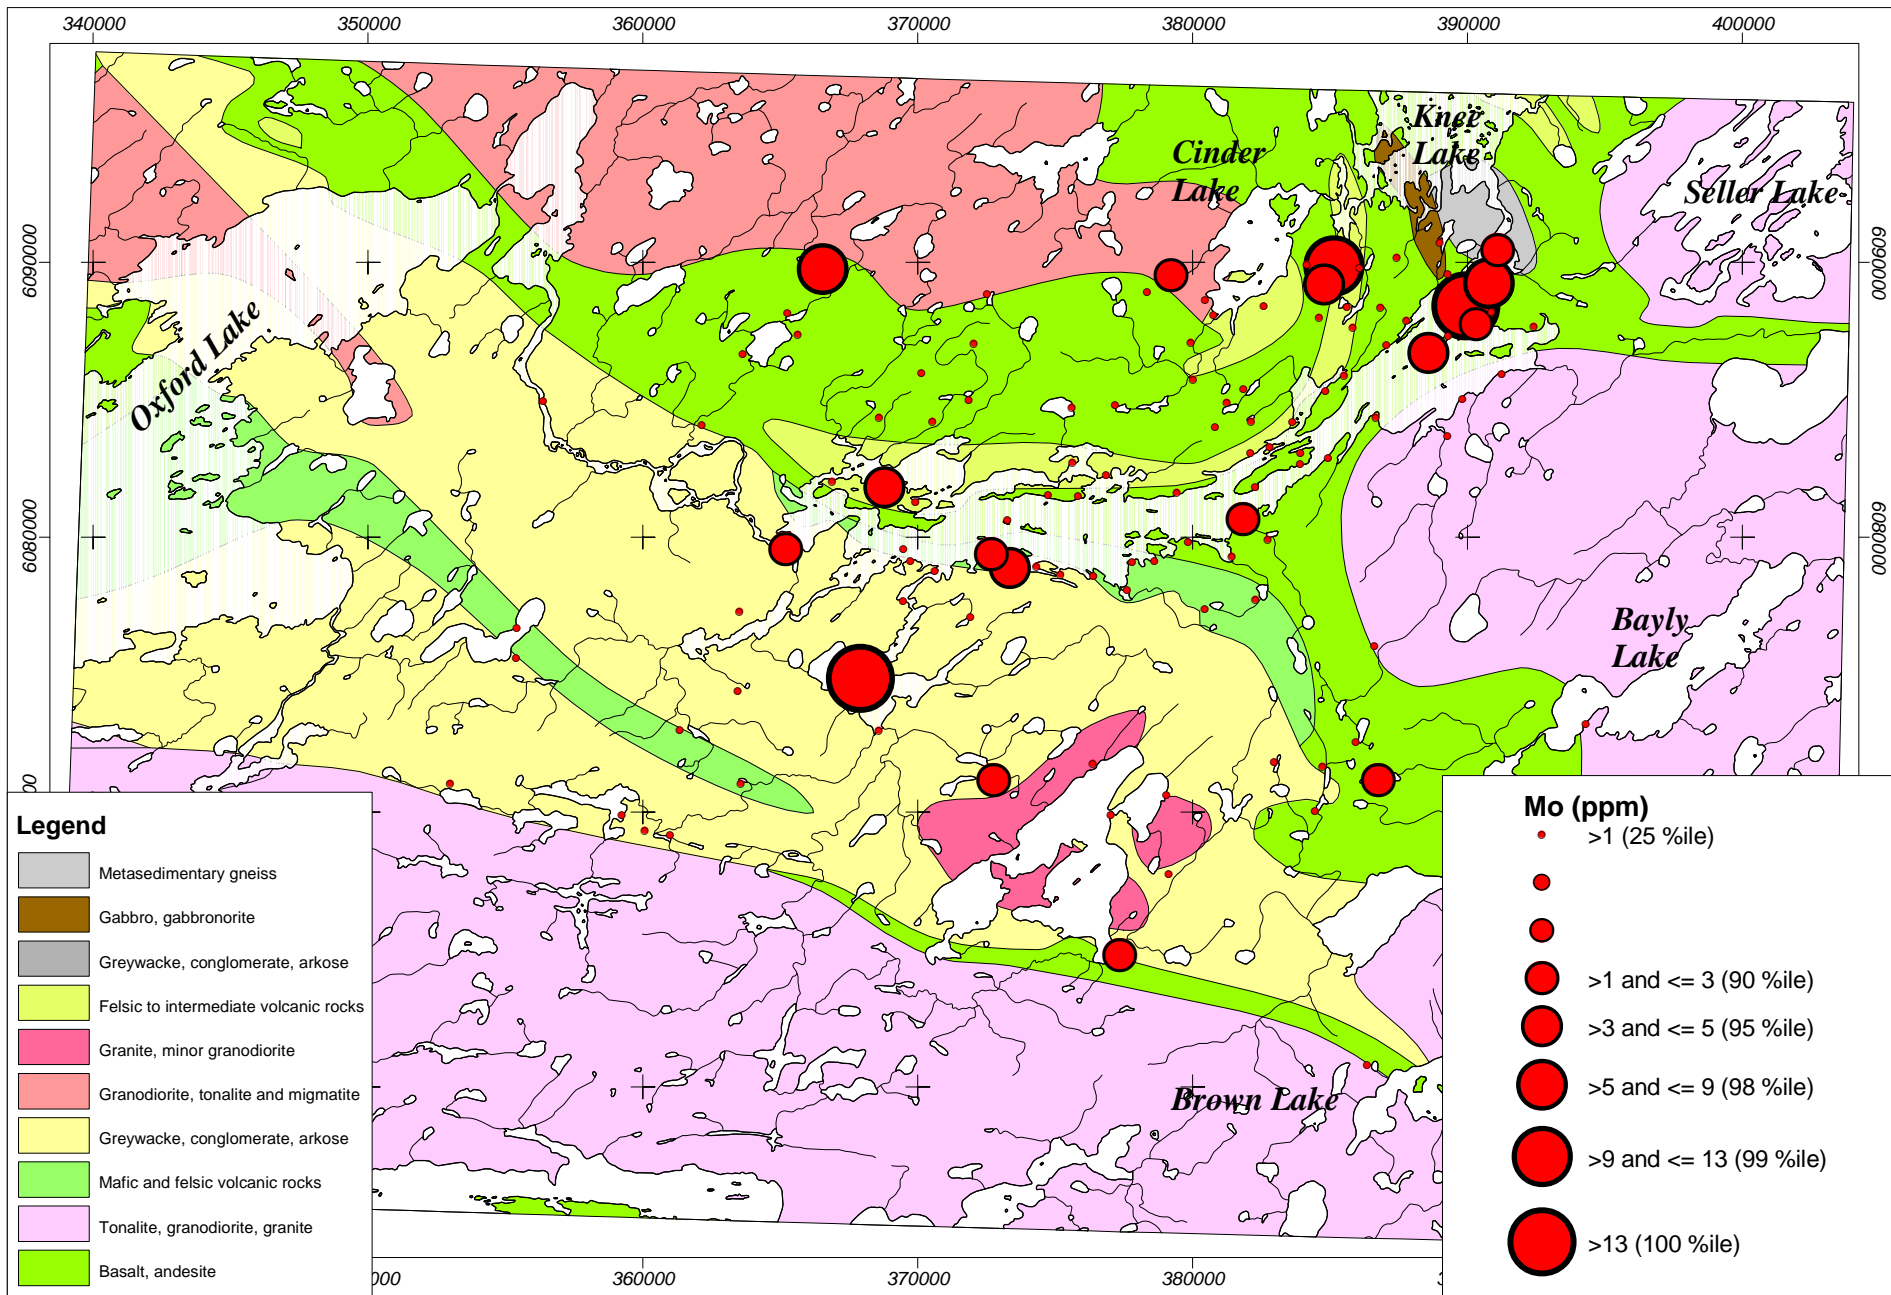 340000 350000 360000 370000 380000 390000 400000
Knee
Lake
Cinder
Lake
Seller Lake
6090000 6090000
Oxford Lake
6080000 6080000
Bayly
Lake
Brown Lake
Legend
Metasedimentary gneiss
Gabbro, gabbronorite
Greywacke, conglomerate, arkose
Felsic to intermediate volcanic rocks
Granite, minor granodiorite
Granodiorite, tonalite and migmatite
Greywacke, conglomerate, arkose
Mafic and felsic volcanic rocks
Tonalite, granodiorite, granite
Basalt, andesite
Mo (ppm)
>1 (25 %ile)
>1 and <= 3 (90 %ile)
>3 and <= 5 (95 %ile)
>5 and <= 9 (98 %ile)
>9 and <= 13 (99 %ile)
>13 (100 %ile)
360000 370000 380000